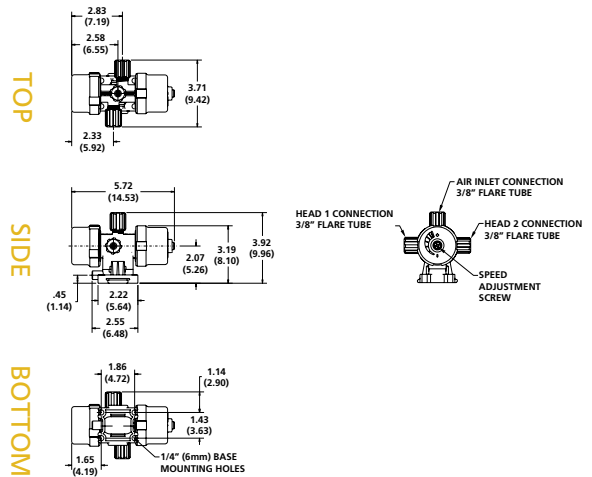 TOP
2.83
(7.19)
2.58
(6.55)
3.71
(9.42)
2.33
(5.92)
SIDE
5.72
(14.53)
3.92
(9.96)
3.19
(8.10)
2.07
(5.26)
.45
(1.14)
2.22
(5.64)
2.55
(6.48)
AIR INLET CONNECTION
3/8" FLARE TUBE
HEAD 1 CONNECTION
3/8" FLARE TUBE
HEAD 2 CONNECTION
3/8" FLARE TUBE
SPEED
ADJUSTMENT
SCREW
BOTTOM
1.86
(4.72)
1.14
(2.90)
1.43
(3.63)
1.65
(4.19)
1/4" (6mm) BASE
MOUNTING HOLES